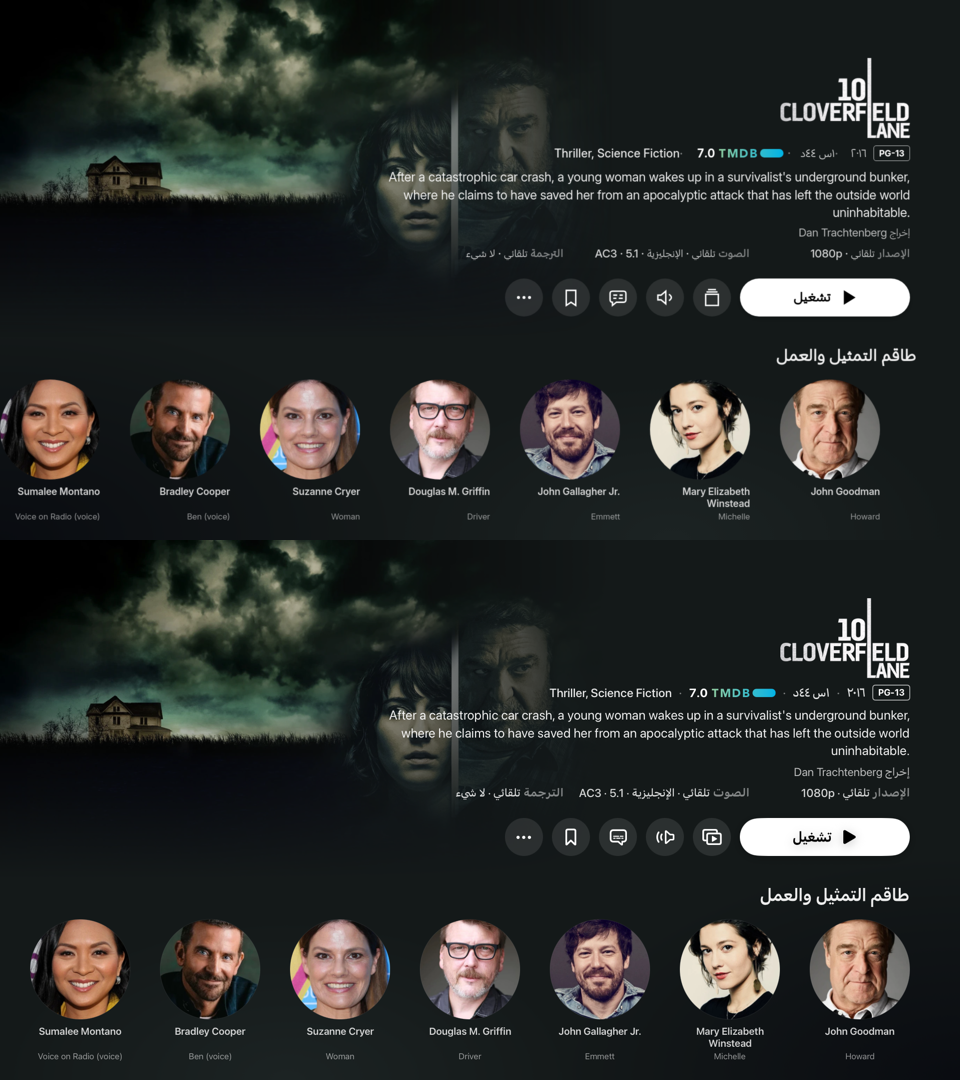 10
CLOVERFIELD
LANE
PG-13 ٢٠١٦ · ١س ٤٤د · 7.0 TMDB · Thriller, Science Fiction
After a catastrophic car crash, a young woman wakes up in a survivalist's underground bunker,
where he claims to have saved her from an apocalyptic attack that has left the outside world
uninhabitable.
إخراج Dan Trachtenberg
الإصدار تلقائي · 1080p الصوت تلقائي · الإنجليزية · AC3 · 5.1 الترجمة تلقائي · لا شيء
تشغيل
طاقم التمثيل والعمل
John Goodman
Howard
Mary Elizabeth
Winstead
Michelle
John Gallagher Jr.
Emmett
Douglas M. Griffin
Driver
Suzanne Cryer
Woman
Bradley Cooper
Ben (voice)
Sumalee Montano
Voice on Radio (voice)
10
CLOVERFIELD
LANE
PG-13 · ٢٠١٦ · ١س ٤٤د · 7.0 TMDB · Thriller, Science Fiction
After a catastrophic car crash, a young woman wakes up in a survivalist's underground bunker,
where he claims to have saved her from an apocalyptic attack that has left the outside world
uninhabitable.
إخراج Dan Trachtenberg
الإصدار تلقائي · 1080p الصوت تلقائي · الإنجليزية · AC3 · 5.1 الترجمة تلقائي · لا شيء
تشغيل
طاقم التمثيل والعمل
John Goodman
Howard
Mary Elizabeth
Winstead
Michelle
John Gallagher Jr.
Emmett
Douglas M. Griffin
Driver
Suzanne Cryer
Woman
Bradley Cooper
Ben (voice)
Sumalee Montano
Voice on Radio (voice)